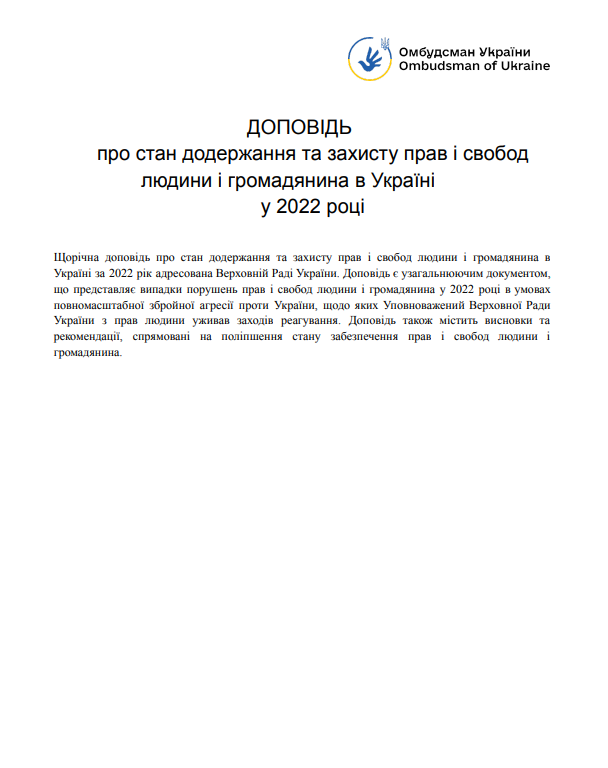 Омбудсман України
Ombudsman of Ukraine
ДОПОВІДЬ
про стан додержання та захисту прав і свобод
людини і громадянина в Україні
у 2022 році
Щорічна доповідь про стан додержання та захисту прав і свобод людини і громадянина в
Україні за 2022 рік адресована Верховній Раді України. Доповідь є узагальнюючим документом,
що представляє випадки порушень прав і свобод людини і громадянина у 2022 році в умовах
повномасштабної збройної агресії проти України, щодо яких Уповноважений Верховної Ради
України з прав людини уживав заходів реагування. Доповідь також містить висновки та
рекомендації, спрямовані на поліпшення стану забезпечення прав і свобод людини і
громадянина.